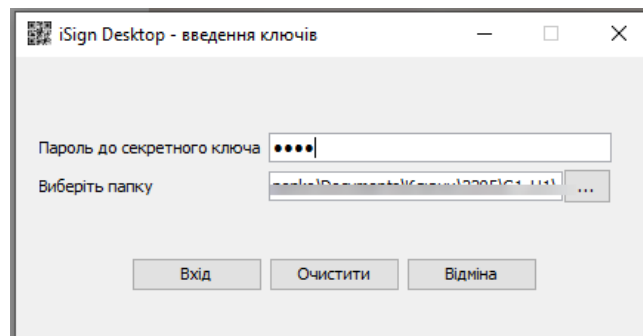 iSign Desktop - введення ключів
Пароль до секретного ключа ••••
Виберіть папку ...
Вхід Очистити Відміна